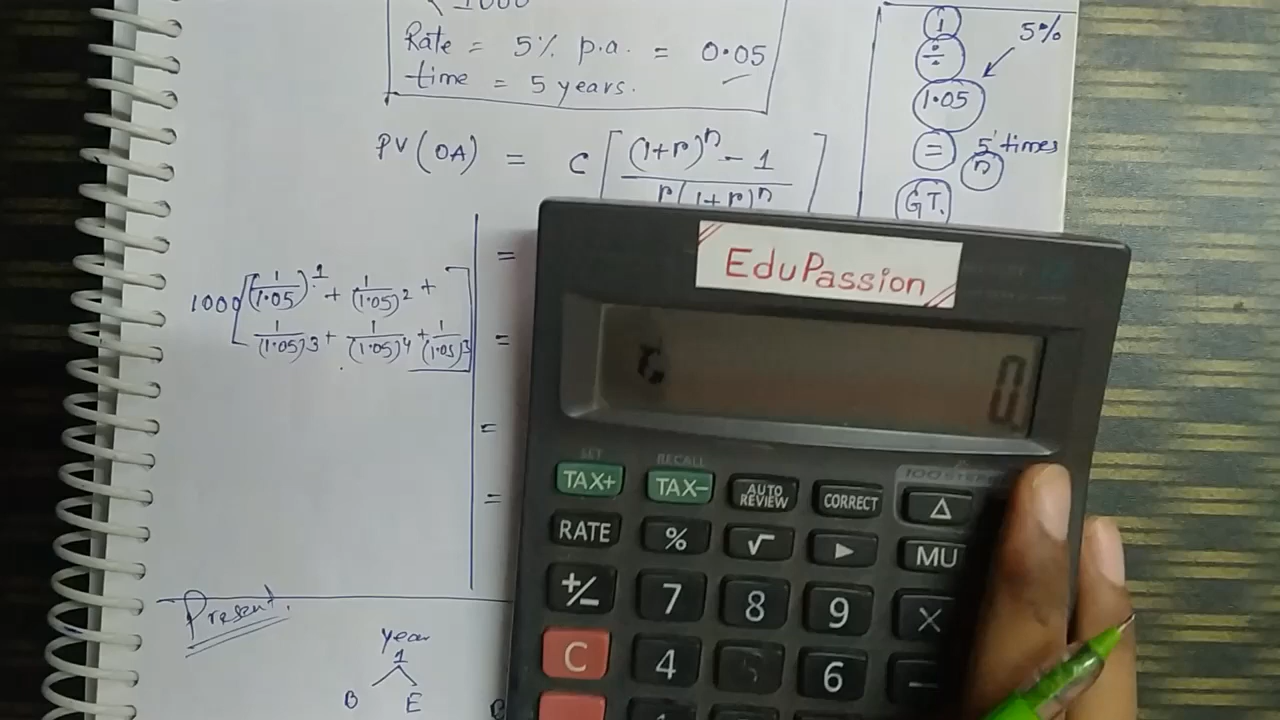 1000
Rate = 5% p.a. = 0.05
time = 5 years.
PV (OA) = C [ (1+r)^n - 1
r(1+r)^n ]
1
÷
5%
1.05
= 5 times
n
GT.
=
1000 [ (1/1.05)^1 + 1/(1.05)^2 +
1/(1.05)^3 + 1/(1.05)^4 + 1/(1.05)^5 ]
=
=
=
Present.
year
1
B E
EduPassion
0.
SET RECALL
TAX+ TAX- AUTO REVIEW CORRECT △
RATE % √ ▶ MU
+/- 7 8 9 ×
C 4 5 6 -